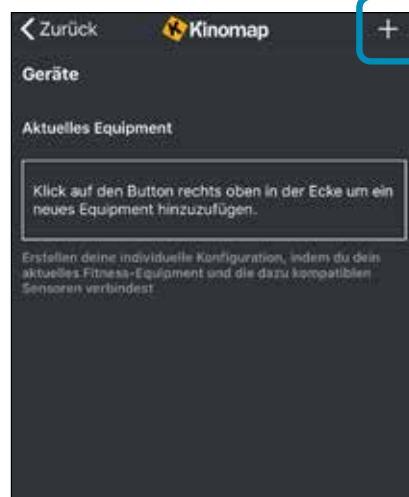 Zurück
Kinomap
+
Geräte
Aktuelles Equipment
Klick auf den Button rechts oben in der Ecke um ein
neues Equipment hinzuzufügen.
Erstellen deine individuelle Konfiguration, indem du dein
aktuelles Fitness-Equipment und die dazu kompatiblen
Sensoren verbindest